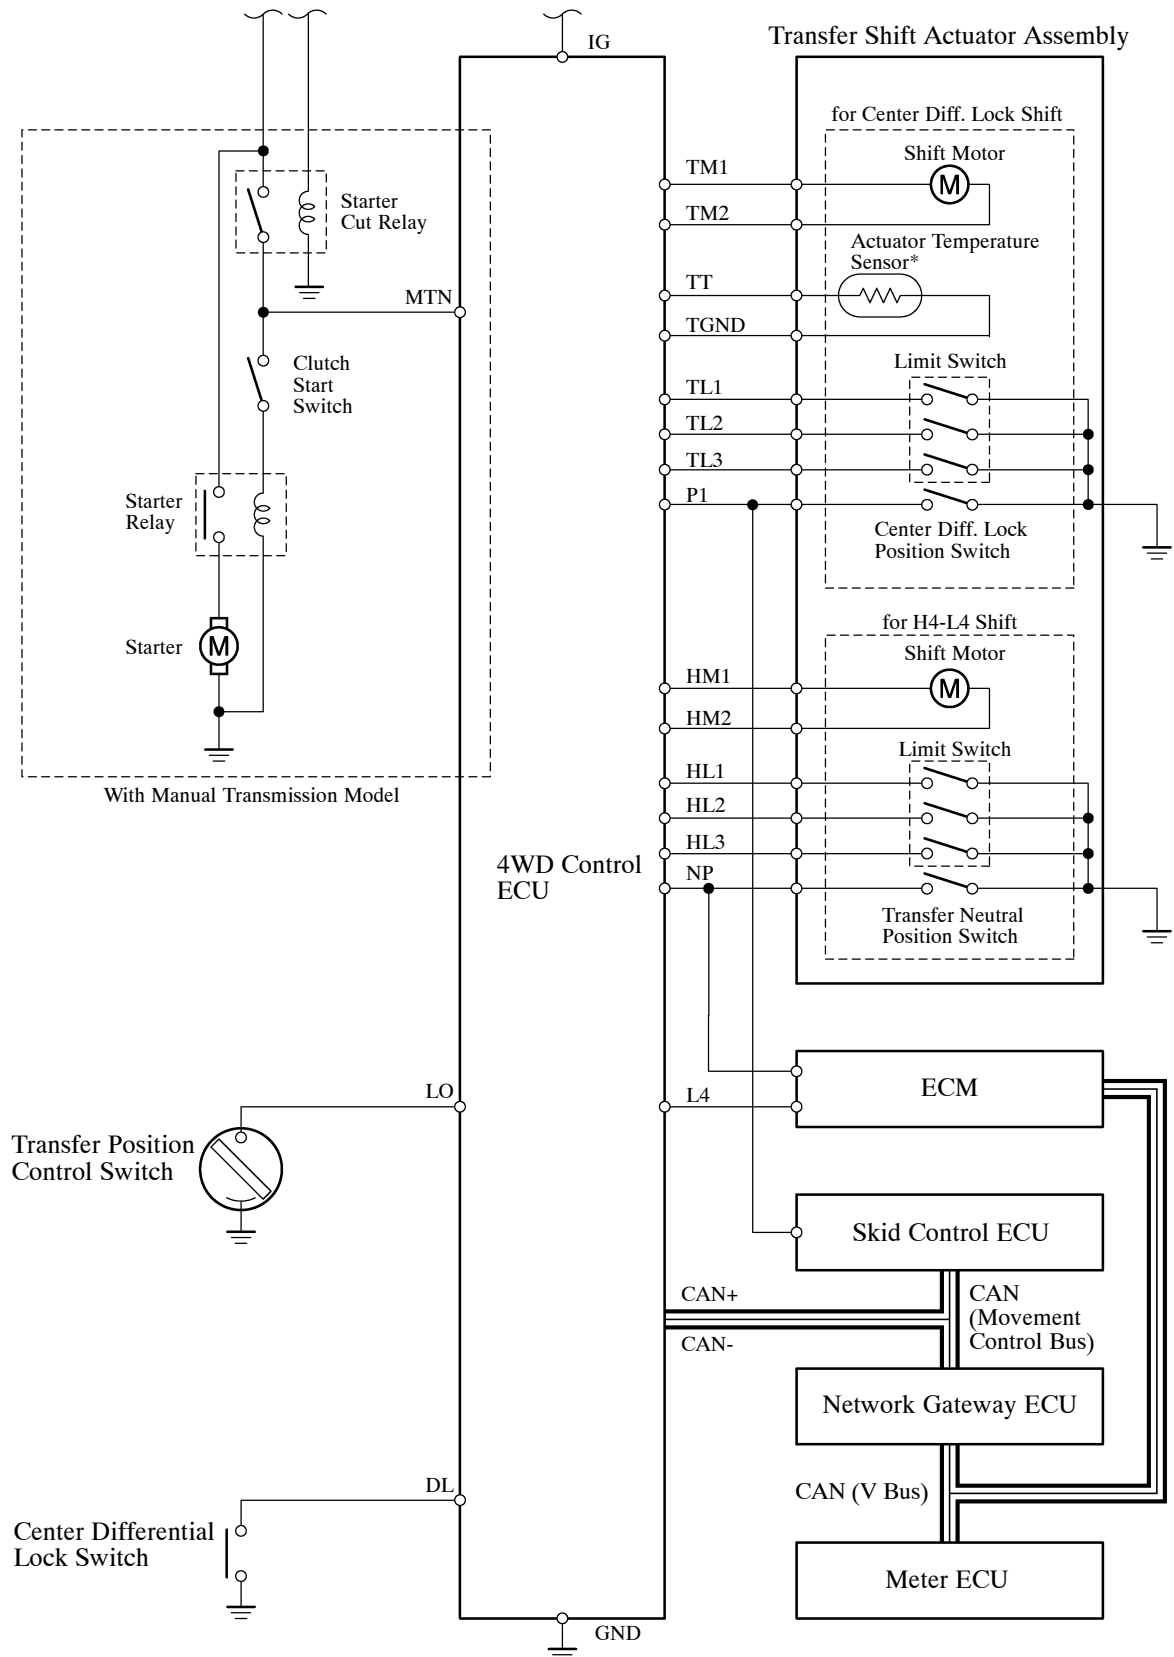 IG
Transfer Shift Actuator Assembly
for Center Diff. Lock Shift
Shift Motor
M
TM1
TM2
Actuator Temperature
Sensor*
TT
TGND
Limit Switch
TL1
TL2
TL3
P1
Center Diff. Lock
Position Switch
Starter
Cut Relay
MTN
Clutch
Start
Switch
Starter
Relay
Starter
M
With Manual Transmission Model
for H4-L4 Shift
Shift Motor
M
HM1
HM2
Limit Switch
HL1
HL2
HL3
NP
Transfer Neutral
Position Switch
4WD Control
ECU
LO
Transfer Position
Control Switch
L4
ECM
Skid Control ECU
CAN+
CAN-
CAN
(Movement
Control Bus)
Network Gateway ECU
CAN (V Bus)
DL
Center Differential
Lock Switch
Meter ECU
GND